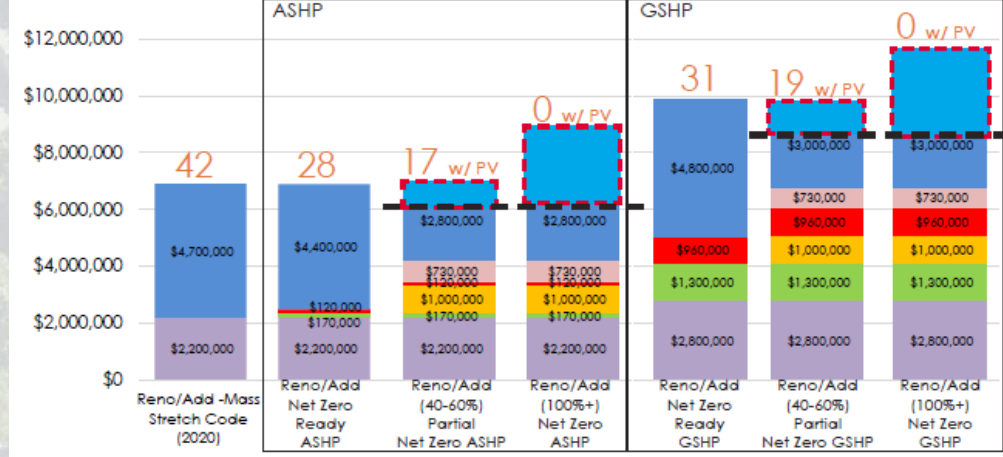 ASHP
GSHP
$12,000,000
$10,000,000
$8,000,000
$6,000,000
$4,000,000
$2,000,000
$0
42
$4,700,000
$2,200,000
Reno/Add -Mass
Stretch Code
(2020)
28
$4,400,000
$120,000
$170,000
$2,200,000
Reno/Add
Net Zero
Ready
ASHP
17 w/ PV
$2,800,000
$730,000
$120,000
$1,000,000
$170,000
$2,200,000
Reno/Add
(40-60%)
Partial
Net Zero ASHP
0 w/ PV
$2,800,000
$730,000
$120,000
$1,000,000
$170,000
$2,200,000
Reno/Add
(100%+)
Net Zero
ASHP
31
$4,800,000
$960,000
$1,300,000
$2,800,000
Reno/Add
Net Zero
Ready
GSHP
19 w/ PV
$3,000,000
$730,000
$960,000
$1,000,000
$1,300,000
$2,800,000
Reno/Add
(40-60%)
Partial
Net Zero GSHP
0 w/ PV
$3,000,000
$730,000
$960,000
$1,000,000
$1,300,000
$2,800,000
Reno/Add
(100%+)
Net Zero
GSHP